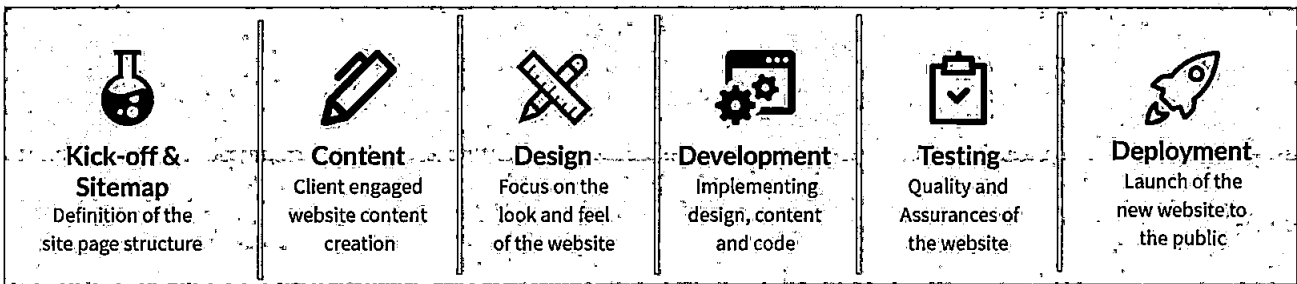 Kick-off &
Sitemap
Definition of the
site page structure
Content
Client engaged
website content
creation
Design
Focus on the
look and feel
of the website
Development
Implementing
design, content
and code
Testing
Quality and
Assurances of
the website
Deployment
Launch of the
new website to
the public